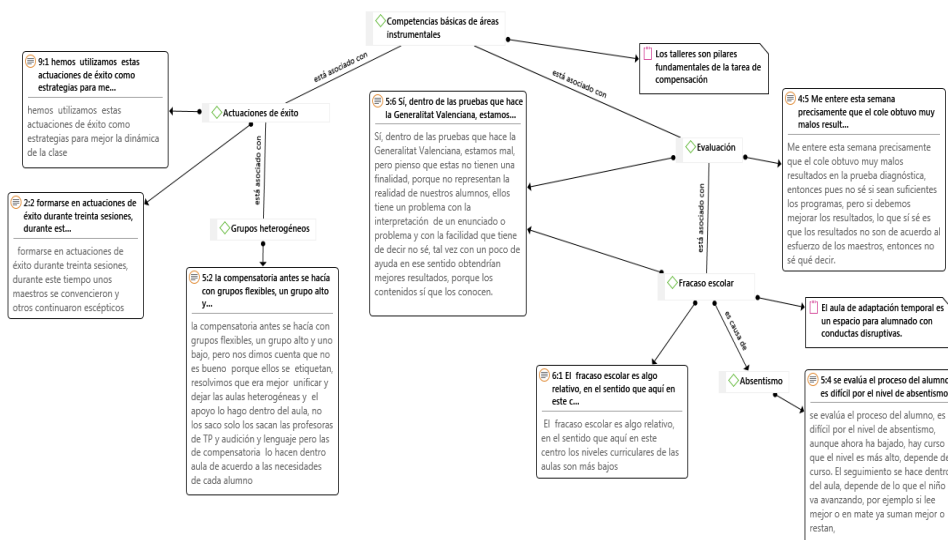 Competencias básicas de áreas
instrumentales
está asociado con
está asociado con
Los talleres son pilares
fundamentales de la tarea de
compensación
9:1 hemos utilizamos estas
actuaciones de éxito como
estrategias para me...
hemos utilizamos estas
actuaciones de éxito como
estrategias para mejor la dinámica
de la clase
Actuaciones de éxito
5:6 Sí, dentro de las pruebas que hace
la Generalitat Valenciana, estamos...
Sí, dentro de las pruebas que hace la
Generalitat Valenciana, estamos mal,
pero pienso que estas no tienen una
finalidad, porque no representan la
realidad de nuestros alumnos, ellos
tiene un problema con la
interpretación de un enunciado o
problema y con la facilidad que tiene
de decir no sé, tal vez con un poco de
ayuda en ese sentido obtendrían
mejores resultados, porque los
contenidos sí que los conocen.
4:5 Me entere esta semana
precisamente que el cole obtuvo muy
malos result...
Me entere esta semana precisamente
que el cole obtuvo muy malos
resultados en la prueba diagnóstica,
entonces pues no sé si sean suficientes
los programas, pero si debemos
mejorar los resultados, lo que sí sé es
que los resultados no son de acuerdo al
esfuerzo de los maestros, entonces no
sé qué decir.
Evaluación
está asociado con
está asociado con
2:2 formarse en actuaciones de
éxito durante treinta sesiones,
durante est...
formarse en actuaciones de
éxito durante treinta sesiones,
durante este tiempo unos
maestros se convencieron y
otros continuaron escépticos
Grupos heterogéneos
5:2 la compensatoria antes se hacía
con grupos flexibles, un grupo alto
y...
la compensatoria antes se hacía con
grupos flexibles, un grupo alto y uno
bajo, pero nos dimos cuenta que no
es bueno porque ellos se etiquetan,
resolvimos que era mejor unificar y
dejar las aulas heterogéneas y el
apoyo lo hago dentro del aula, no
los saco solo los sacan las profesoras
de TP y audición y lenguaje pero las
de compensatoria lo hacen dentro
aula de acuerdo a las necesidades
de cada alumno
Fracaso escolar
El aula de adaptación temporal es
un espacio para alumnado con
conductas disruptivas.
es causa de
6:1 El fracaso escolar es algo
relativo, en el sentido que aquí en
este c...
El fracaso escolar es algo relativo,
en el sentido que aquí en este
centro los niveles curriculares de las
aulas son más bajos
Absentismo
5:4 se evalúa el proceso del alumno
es difícil por el nivel de absentismo
se evalúa el proceso del alumno, es
difícil por el nivel de absentismo,
aunque ahora ha bajado, hay curso
que el nivel es más alto, depende de
curso. El seguimiento se hace dentro
del aula, depende de lo que el niño
va avanzando, por ejemplo si lee
mejor o en mate ya suman mejor o
restan,